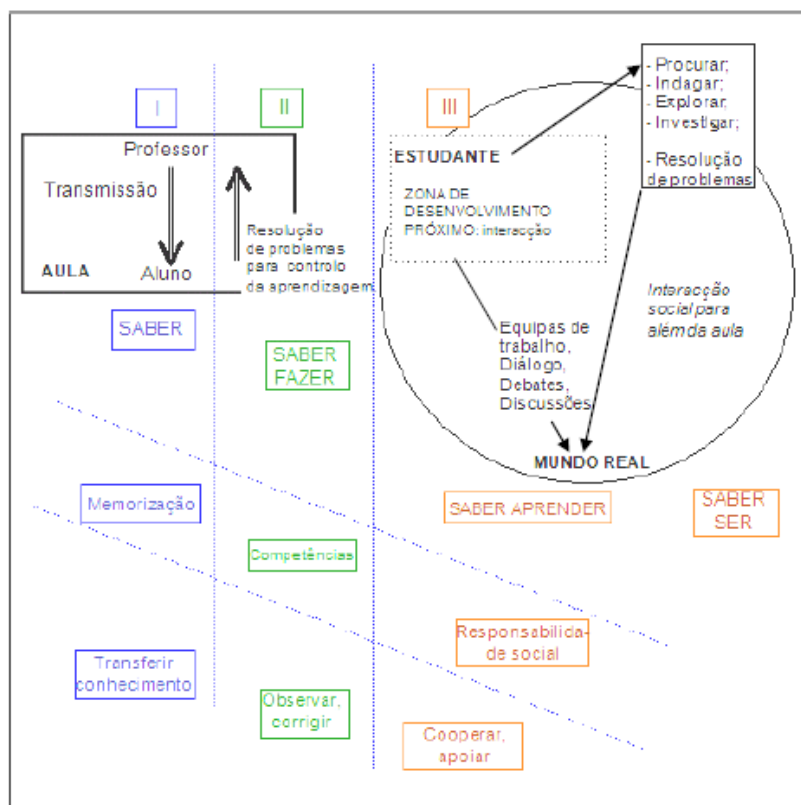 I
II
III
Professor
Transmissão
AULA
Aluno
Resolução
de problemas
para controlo
da aprendizagem
ESTUDANTE
ZONA DE
DESENVOLVIMENTO
PRÓXIMO: interacção
- Procurar;
- Indagar;
- Explorar;
- Investigar;
- Resolução
de problemas
Interacção
social para
além da aula
Equipas de
trabalho,
Diálogo,
Debates,
Discussões
MUNDO REAL
SABER
SABER
FAZER
SABER APRENDER
SABER
SER
Memorização
Competências
Responsabilida-
de social
Transferir
conhecimento
Observar,
corrigir
Cooperar,
apoiar